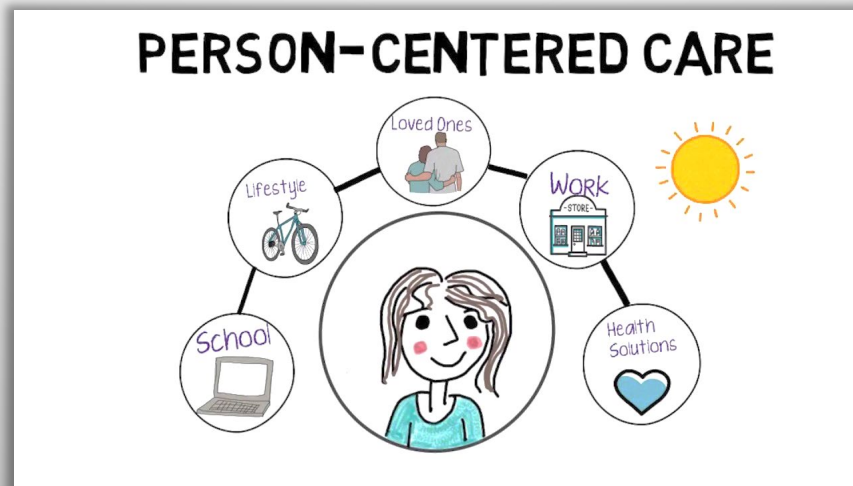 PERSON-CENTERED CARE
Loved Ones
Lifestyle
WORK
-STORE-
School
Health
Solutions